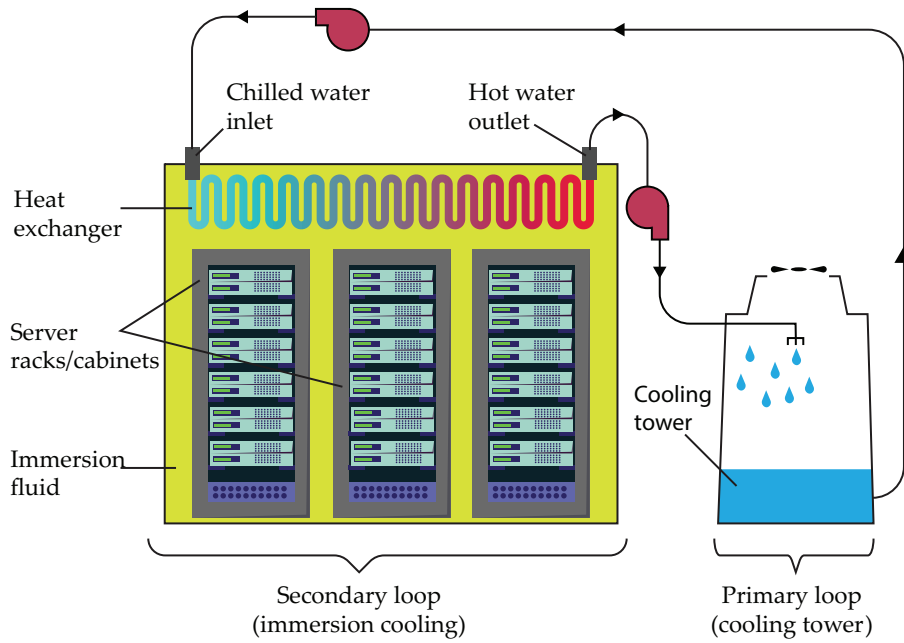 Chilled water
inlet
Hot water
outlet
Heat
exchanger
Server
racks/cabinets
Cooling
tower
Immersion
fluid
Secondary loop
(immersion cooling)
Primary loop
(cooling tower)